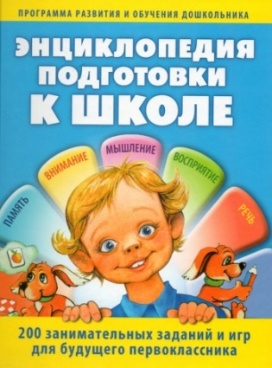 ПРОГРАММА РАЗВИТИЯ И ОБУЧЕНИЯ ДОШКОЛЬНИКА
ЭНЦИКЛОПЕДИЯ
ПОДГОТОВКИ
К ШКОЛЕ
ПАМЯТЬ
ВНИМАНИЕ
МЫШЛЕНИЕ
ВОСПРИЯТИЕ
РЕЧЬ
200 занимательных заданий и игр
для будущего первоклассника